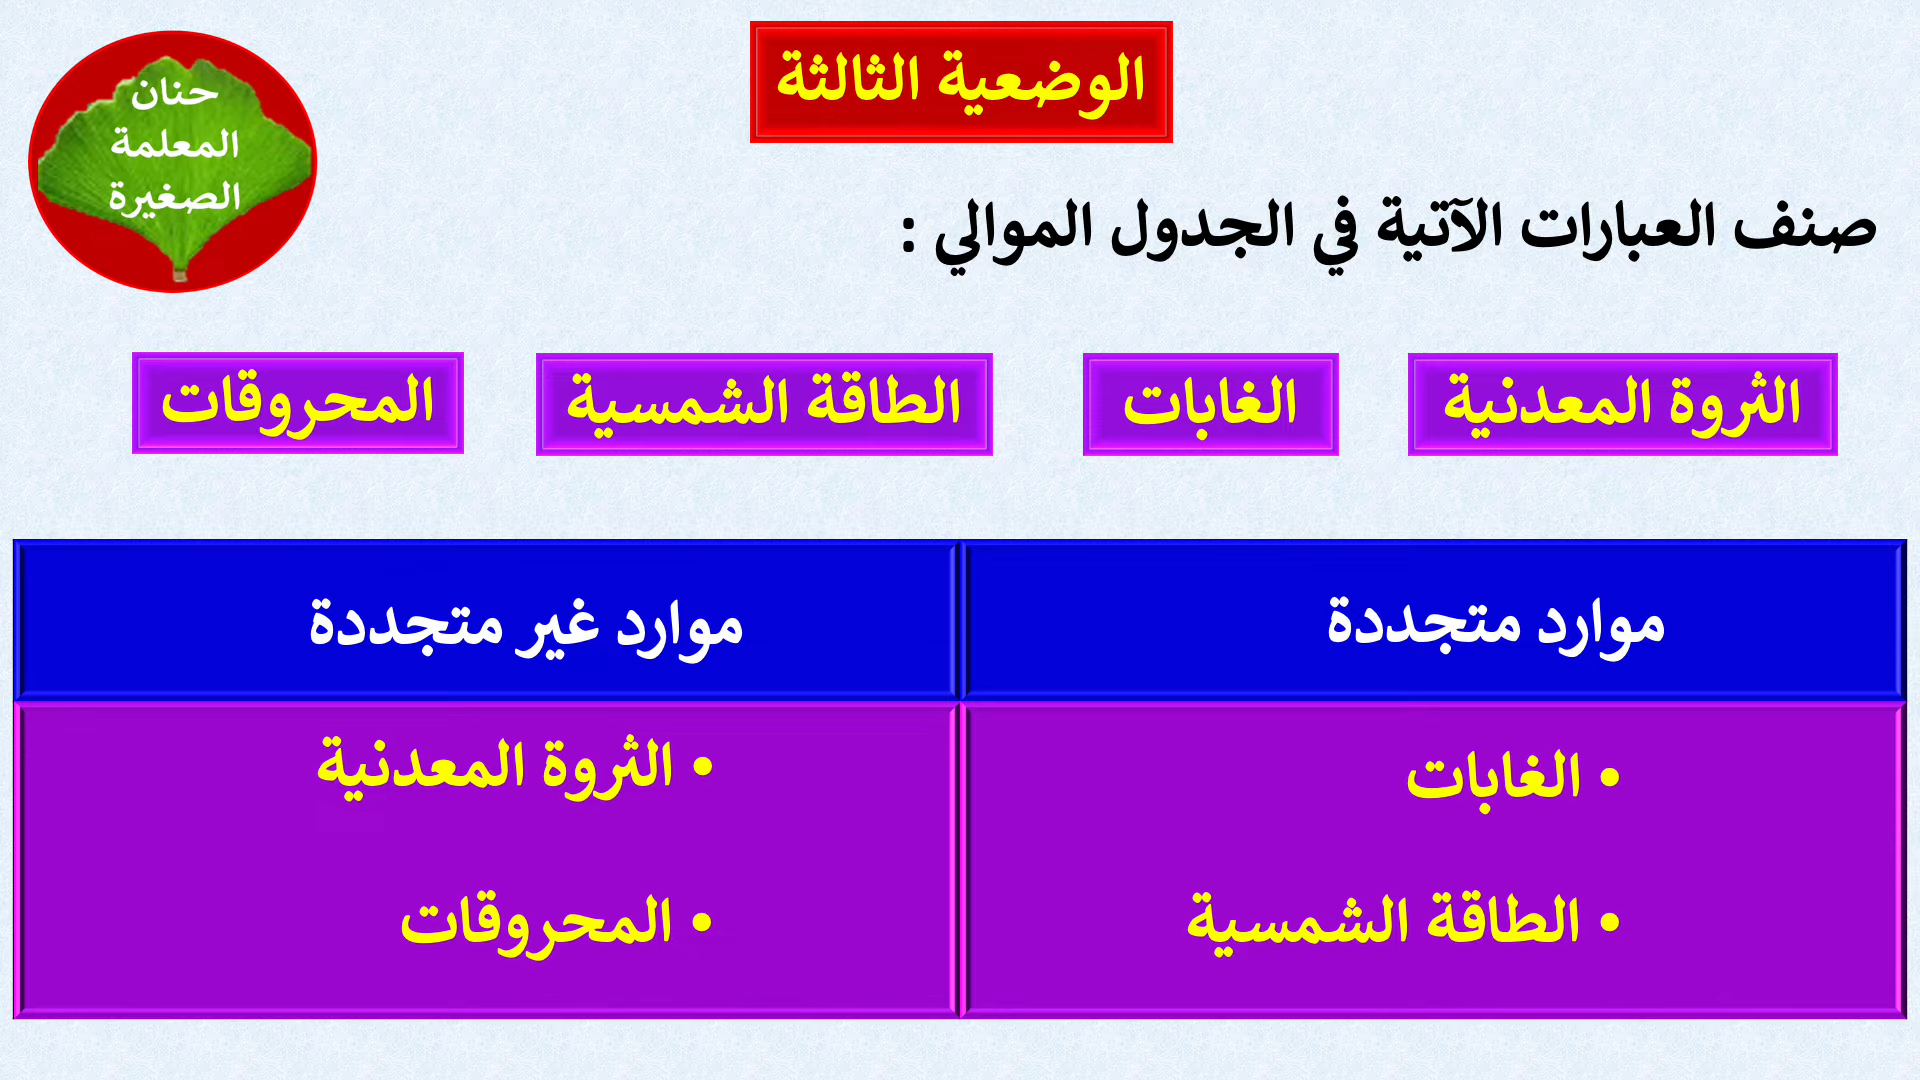 الوضعية الثالثة
حنان
المعلمة
الصغيرة
صنف العبارات الآتية في الجدول الموالي :
الثروة المعدنية
الغابات
الطاقة الشمسية
المحروقات
موارد متجددة
موارد غير متجددة
• الغابات
• الطاقة الشمسية
• الثروة المعدنية
• المحروقات